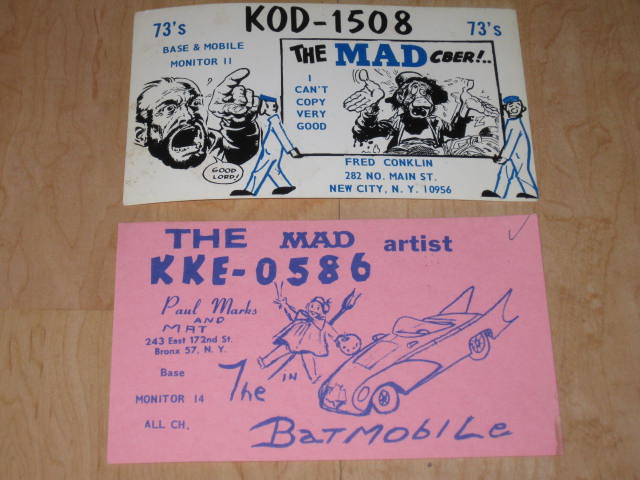 73's KOD-1508 73's
BASE & MOBILE
MONITOR 11
THE MAD CBER!..
I
CAN'T
COPY
VERY
GOOD
GOOD
LORD!
FRED CONKLIN
282 NO. MAIN ST.
NEW CITY, N. Y. 10956
THE MAD artist
KKE-0586
Paul Marks
AND
MAT
243 East 172nd St.
Bronx 57, N. Y.
Base
MONITOR 14
ALL CH.
The IN
BATMOBILe